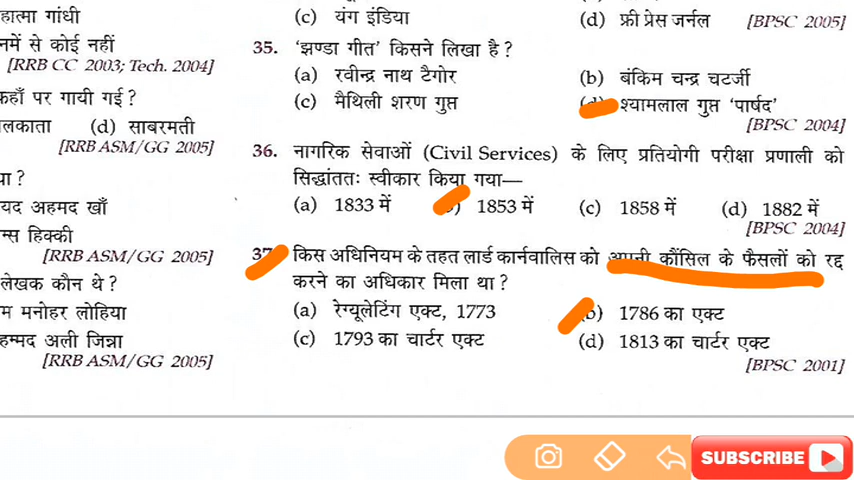 हात्मा गांधी
नमें से कोई नहीं
[RRB CC 2003; Tech. 2004]
कहाँ पर गायी गई?
लकाता (d) साबरमती
[RRB ASM/GG 2005]
या?
यद अहमद खाँ
म्स हिक्की
[RRB ASM/GG 2005]
लेखक कौन थे?
म मनोहर लोहिया
हम्मद अली जिन्ना
[RRB ASM/GG 2005]
(c) यंग इंडिया (d) फ्री प्रेस जर्नल [BPSC 2005]
35. 'झण्डा गीत' किसने लिखा है?
(a) रवीन्द्र नाथ टैगोर (b) बंकिम चन्द्र चटर्जी
(c) मैथिली शरण गुप्त (d) श्यामलाल गुप्त 'पार्षद'
[BPSC 2004]
36. नागरिक सेवाओं (Civil Services) के लिए प्रतियोगी परीक्षा प्रणाली को
सिद्धांततः स्वीकार किया गया—
(a) 1833 में (b) 1853 में (c) 1858 में (d) 1882 में
[BPSC 2004]
37. किस अधिनियम के तहत लार्ड कार्नवालिस को अपनी कौंसिल के फैसलों को रद्द
करने का अधिकार मिला था?
(a) रेग्यूलेटिंग एक्ट, 1773 (b) 1786 का एक्ट
(c) 1793 का चार्टर एक्ट (d) 1813 का चार्टर एक्ट
[BPSC 2001]
SUBSCRIBE